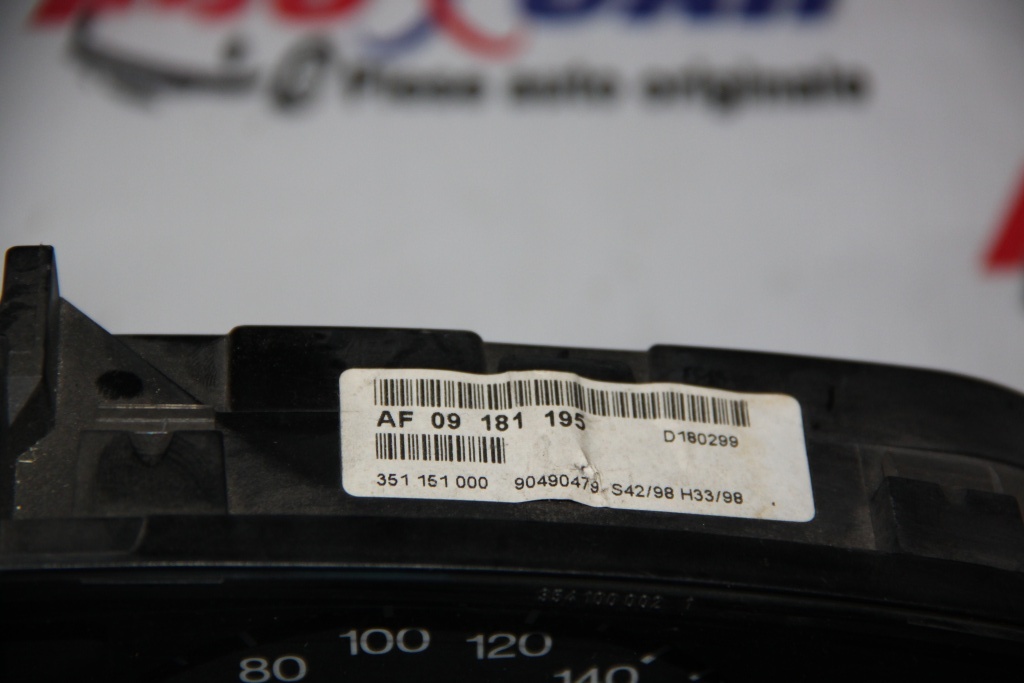 Piese auto originale
AF 09 181 195
D180299
351 151 000 90490479 S42/98 H33/98
80 100 120 140